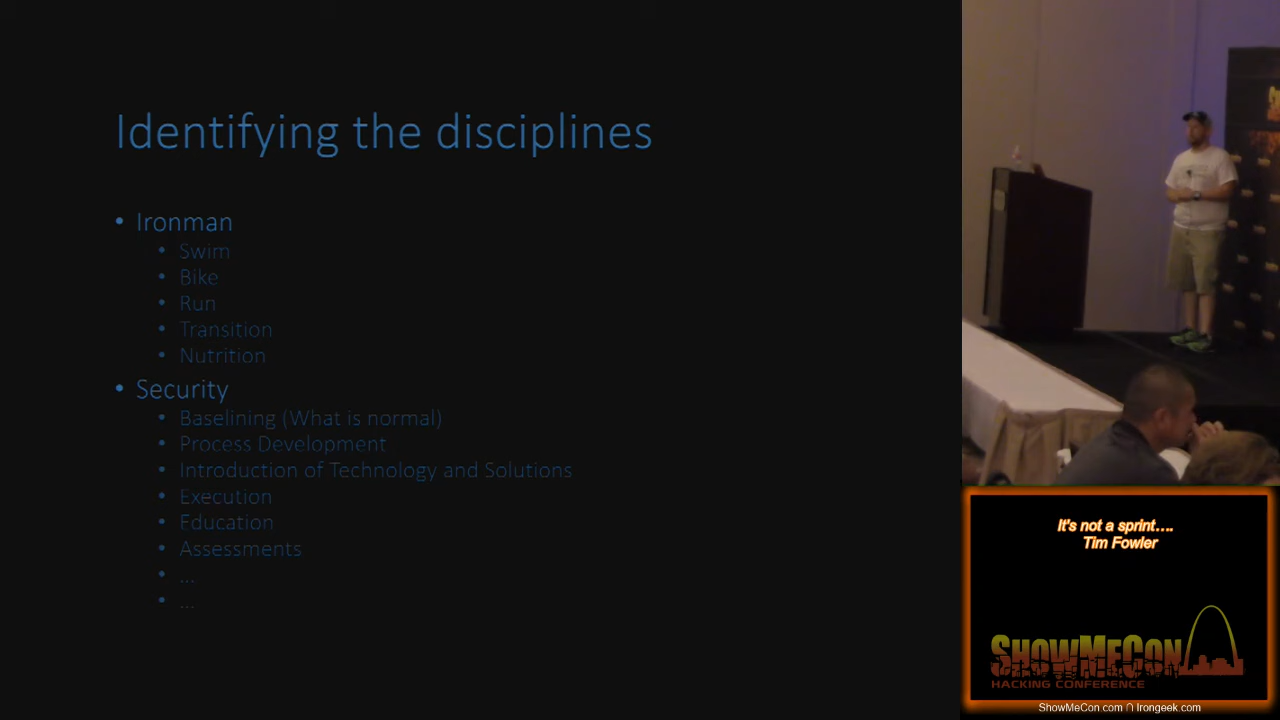 Identifying the disciplines
• Ironman
• Swim
• Bike
• Run
• Transition
• Nutrition
• Security
• Baselining (What is normal)
• Process Development
• Introduction of Technology and Solutions
• Execution
• Education
• Assessments
• ...
• ...
It's not a sprint....
Tim Fowler
ShowMeCon
HACKING CONFERENCE
ShowMeCon.com ∩ Irongeek.com